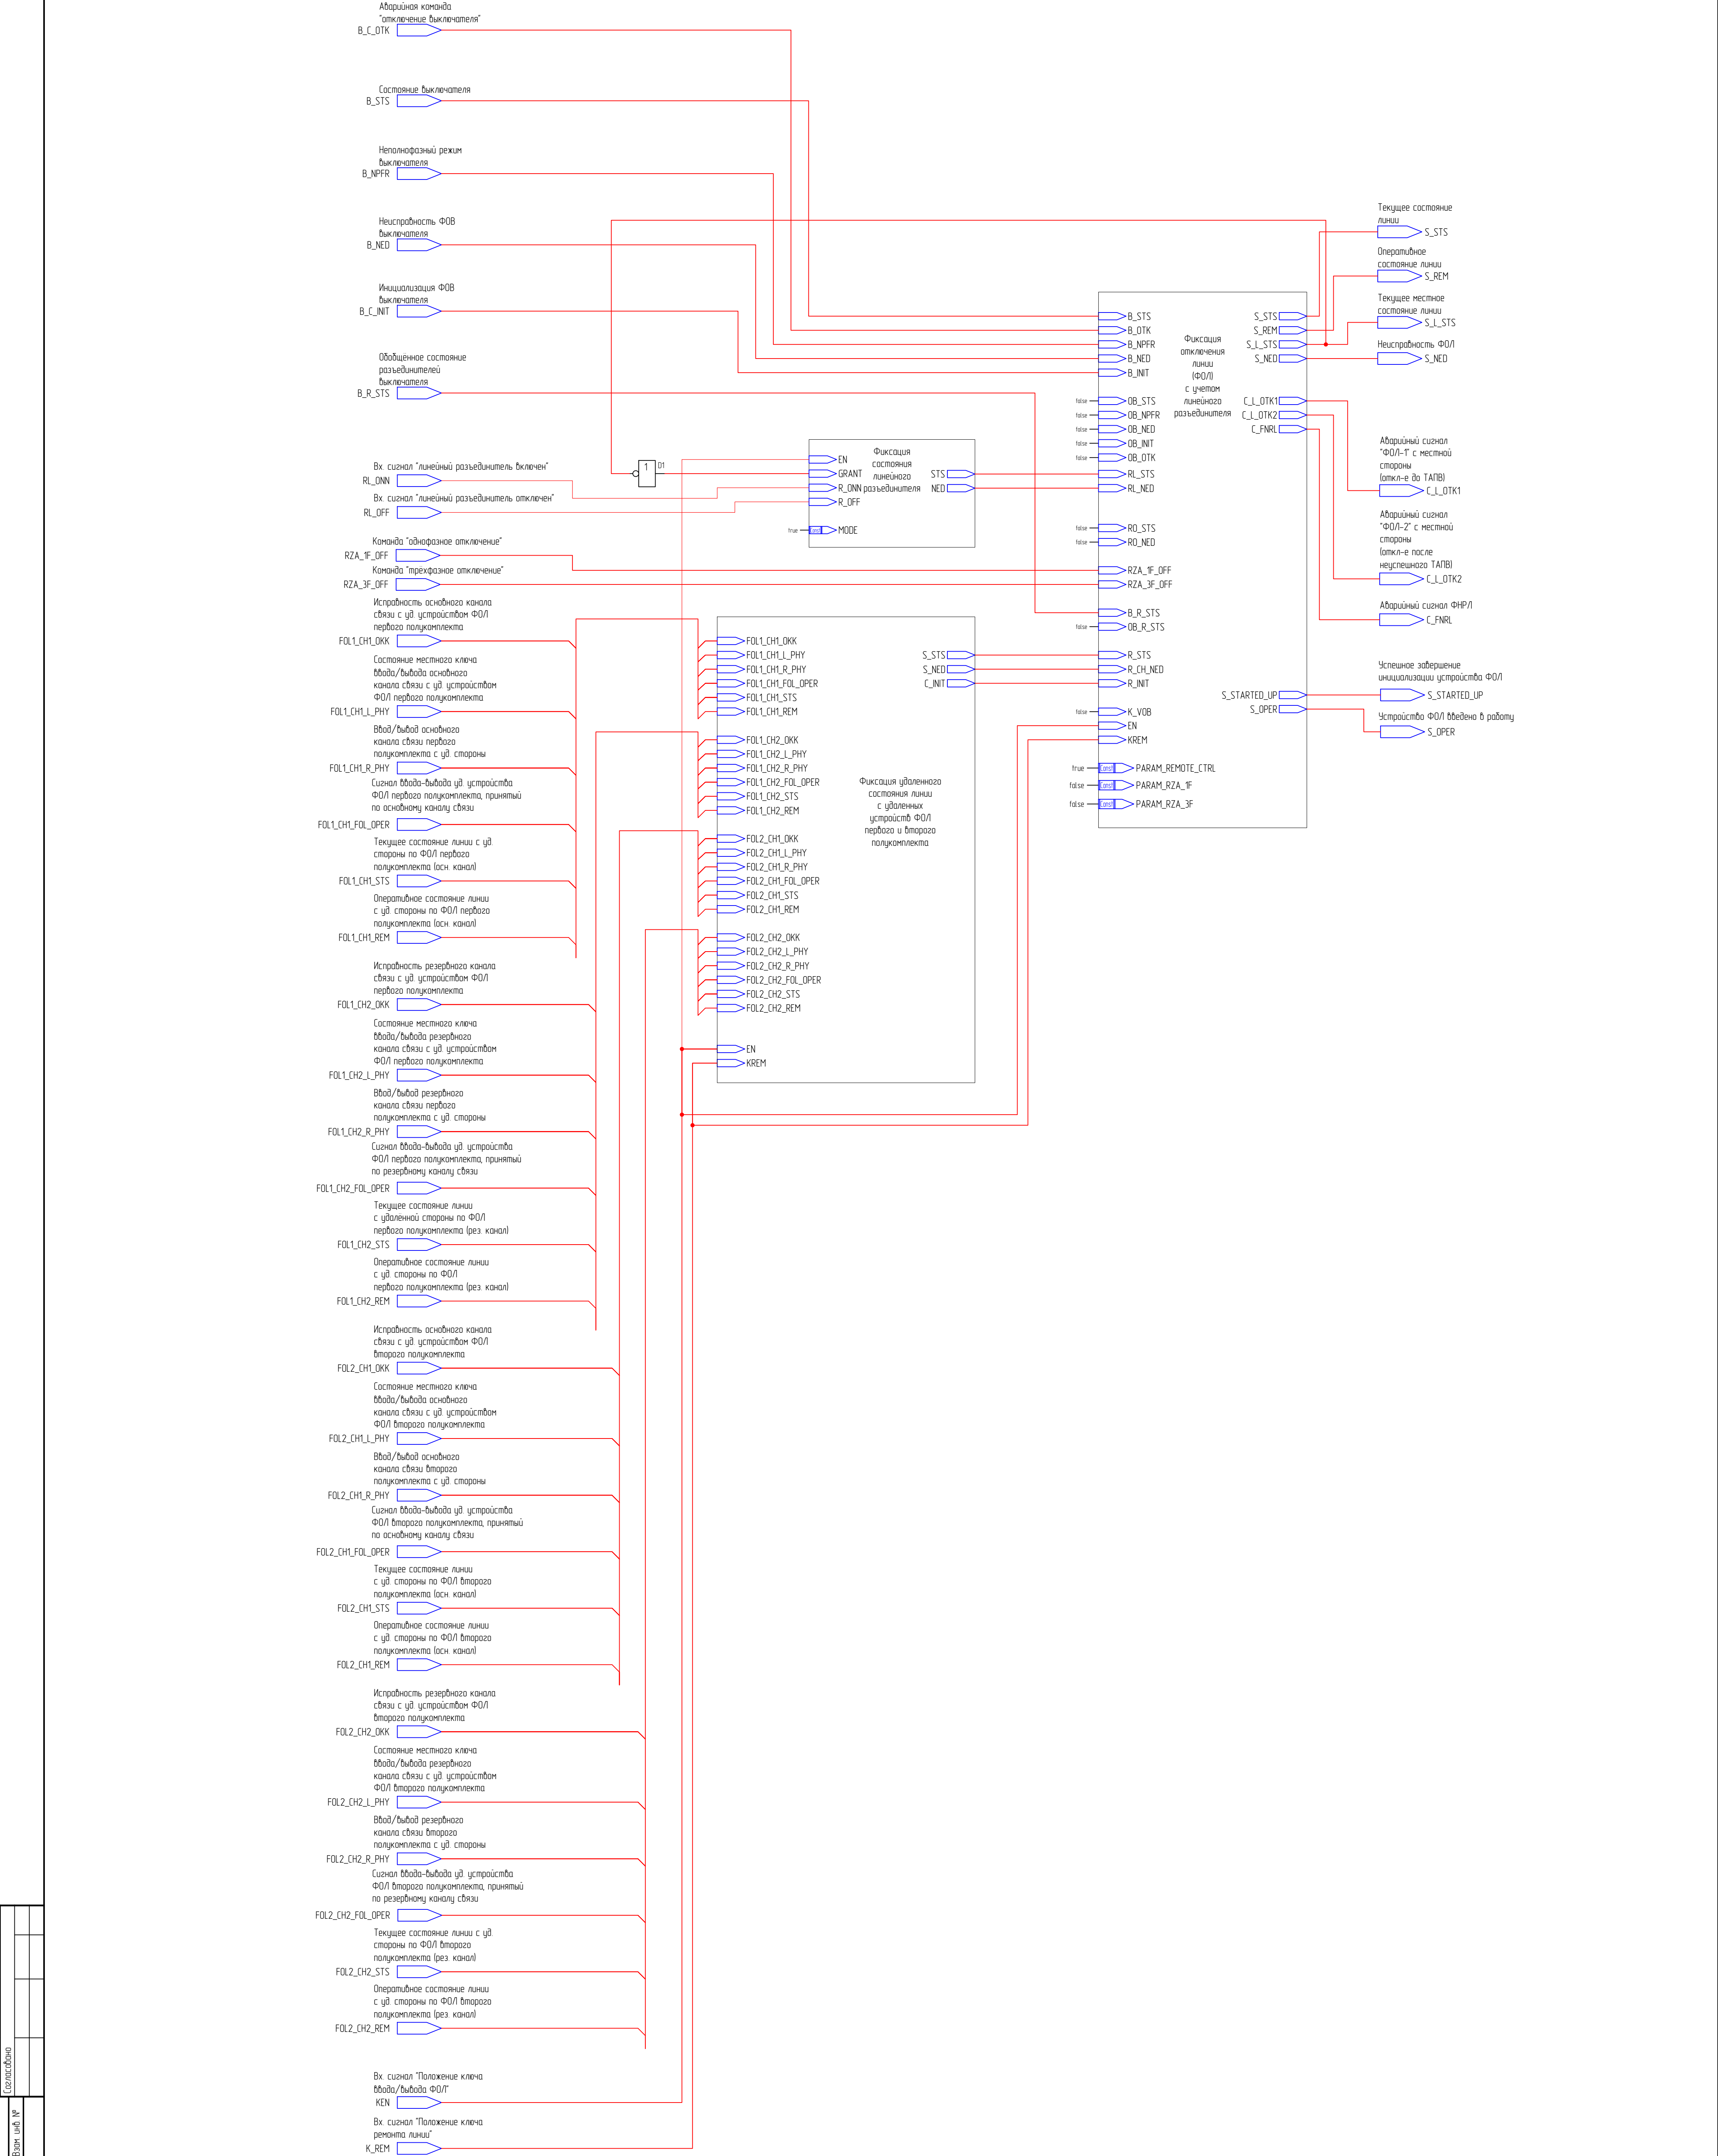 Аварийная команда
"отключение выключателя"
B_C_OTK
Состояние выключателя
B_STS
Неполнофазный режим
выключателя
B_NPFR
Неисправность ФОВ
выключателя
B_NED
Инициализация ФОВ
выключателя
B_C_INIT
Обобщенное состояние
разъединителей
выключателя
B_R_STS
Вх. сигнал "линейный разъединитель включен"
RL_ONN
Вх. сигнал "линейный разъединитель отключен"
RL_OFF
Команда "однофазное отключение"
RZA_1F_OFF
Команда "трехфазное отключение"
RZA_3F_OFF
Исправность основного канала
связи с уд. устройством ФОЛ
первого полукомплекта
FOL1_CH1_OKK
Состояние местного ключа
ввода/вывода основного
канала связи с уд. устройством
ФОЛ первого полукомплекта
FOL1_CH1_L_PHY
Ввод/вывод основного
канала связи первого
полукомплекта с уд. стороны
FOL1_CH1_R_PHY
Сигнал ввода-вывода уд. устройства
ФОЛ первого полукомплекта, принятый
по основному каналу связи
FOL1_CH1_FOL_OPER
Текущее состояние линии с уд.
стороны по ФОЛ первого
полукомплекта (осн. канал)
FOL1_CH1_STS
Оперативное состояние линии
с уд. стороны по ФОЛ первого
полукомплекта (осн. канал)
FOL1_CH1_REM
Исправность резервного канала
связи с уд. устройством ФОЛ
первого полукомплекта
FOL1_CH2_OKK
Состояние местного ключа
ввода/вывода резервного
канала связи с уд. устройством
ФОЛ первого полукомплекта
FOL1_CH2_L_PHY
Ввод/вывод резервного
канала связи первого
полукомплекта с уд. стороны
FOL1_CH2_R_PHY
Сигнал ввода-вывода уд. устройства
ФОЛ первого полукомплекта, принятый
по резервному каналу связи
FOL1_CH2_FOL_OPER
Текущее состояние линии
с удаленной стороны по ФОЛ
первого полукомплекта (рез. канал)
FOL1_CH2_STS
Оперативное состояние линии
с уд. стороны по ФОЛ
первого полукомплекта (рез. канал)
FOL1_CH2_REM
Исправность основного канала
связи с уд. устройством ФОЛ
второго полукомплекта
FOL2_CH1_OKK
Состояние местного ключа
ввода/вывода основного
канала связи с уд. устройством
ФОЛ второго полукомплекта
FOL2_CH1_L_PHY
Ввод/вывод основного
канала связи второго
полукомплекта с уд. стороны
FOL2_CH1_R_PHY
Сигнал ввода-вывода уд. устройства
ФОЛ второго полукомплекта, принятый
по основному каналу связи
FOL2_CH1_FOL_OPER
Текущее состояние линии
с уд. стороны по ФОЛ второго
полукомплекта (осн. канал)
FOL2_CH1_STS
Оперативное состояние линии
с уд. стороны по ФОЛ второго
полукомплекта (осн. канал)
FOL2_CH1_REM
Исправность резервного канала
связи с уд. устройством ФОЛ
второго полукомплекта
FOL2_CH2_OKK
Состояние местного ключа
ввода/вывода резервного
канала связи с уд. устройством
ФОЛ второго полукомплекта
FOL2_CH2_L_PHY
Ввод/вывод резервного
канала связи второго
полукомплекта с уд. стороны
FOL2_CH2_R_PHY
Сигнал ввода-вывода уд. устройства
ФОЛ второго полукомплекта, принятый
по резервному каналу связи
FOL2_CH2_FOL_OPER
Текущее состояние линии с уд.
стороны по ФОЛ второго
полукомплекта (рез. канал)
FOL2_CH2_STS
Оперативное состояние линии
с уд. стороны по ФОЛ второго
полукомплекта (рез. канал)
FOL2_CH2_REM
Вх. сигнал "Положение ключа
ввода/вывода ФОЛ"
KEN
Вх. сигнал "Положение ключа
ремонта линии"
K_REM
1
D1
Фиксация
состояния
линейного
разъединителя
EN
GRANT
R_ONN
R_OFF
true
Const
MODE
STS
NED
FOL1_CH1_OKK
FOL1_CH1_L_PHY
FOL1_CH1_R_PHY
FOL1_CH1_FOL_OPER
FOL1_CH1_STS
FOL1_CH1_REM
FOL1_CH2_OKK
FOL1_CH2_L_PHY
FOL1_CH2_R_PHY
FOL1_CH2_FOL_OPER
FOL1_CH2_STS
FOL1_CH2_REM
FOL2_CH1_OKK
FOL2_CH1_L_PHY
FOL2_CH1_R_PHY
FOL2_CH1_FOL_OPER
FOL2_CH1_STS
FOL2_CH1_REM
FOL2_CH2_OKK
FOL2_CH2_L_PHY
FOL2_CH2_R_PHY
FOL2_CH2_FOL_OPER
FOL2_CH2_STS
FOL2_CH2_REM
EN
KREM
S_STS
S_NED
C_INIT
Фиксация удаленного
состояния линии
с удаленных
устройств ФОЛ
первого и второго
полукомплекта
B_STS
B_OTK
B_NPFR
B_NED
B_INIT
false OB_STS
false OB_NPFR
false OB_NED
false OB_INIT
false OB_OTK
RL_STS
RL_NED
false RO_STS
false RO_NED
RZA_1F_OFF
RZA_3F_OFF
B_R_STS
false OB_R_STS
R_STS
R_CH_NED
R_INIT
false K_VOB
EN
KREM
true Const PARAM_REMOTE_CTRL
false Const PARAM_RZA_1F
false Const PARAM_RZA_3F
Фиксация
отключения
линии
(ФОЛ)
с учетом
линейного
разъединителя
S_STS
S_REM
S_L_STS
S_NED
C_L_OTK1
C_L_OTK2
C_FNRL
S_STARTED_UP
S_OPER
Текущее состояние
линии
S_STS
Оперативное
состояние линии
S_REM
Текущее местное
состояние линии
S_L_STS
Неисправность ФОЛ
S_NED
Аварийный сигнал
"ФОЛ-1" с местной
стороны
(откл-е до ТАПВ)
C_L_OTK1
Аварийный сигнал
"ФОЛ-2" с местной
стороны
(откл-е после
неуспешного ТАПВ)
C_L_OTK2
Аварийный сигнал ФНРЛ
C_FNRL
Успешное завершение
инициализации устройства ФОЛ
S_STARTED_UP
Устройство ФОЛ введено в работу
S_OPER
Согласовано
Взам. инв. №